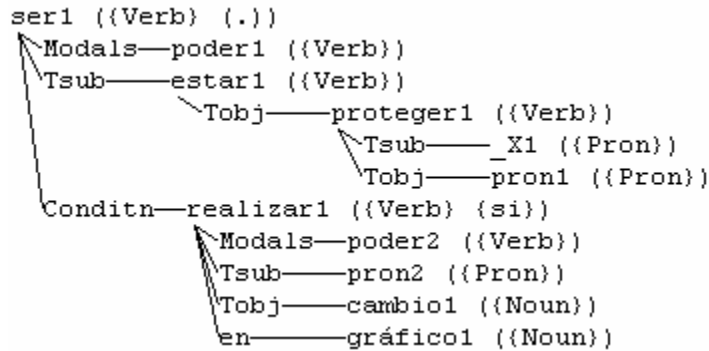 ser1 ({Verb} (.))
Modals poder1 ({Verb})
Tsub estar1 ({Verb})
Tobj proteger1 ({Verb})
Tsub _X1 ({Pron})
Tobj pron1 ({Pron})
Conditn realizar1 ({Verb} {si})
Modals poder2 ({Verb})
Tsub pron2 ({Pron})
Tobj cambio1 ({Noun})
en gráfico1 ({Noun})